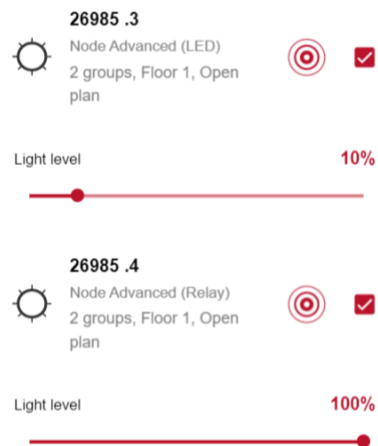 26985 .3
Node Advanced (LED)
2 groups, Floor 1, Open
plan
Light level
10%
26985 .4
Node Advanced (Relay)
2 groups, Floor 1, Open
plan
Light level
100%